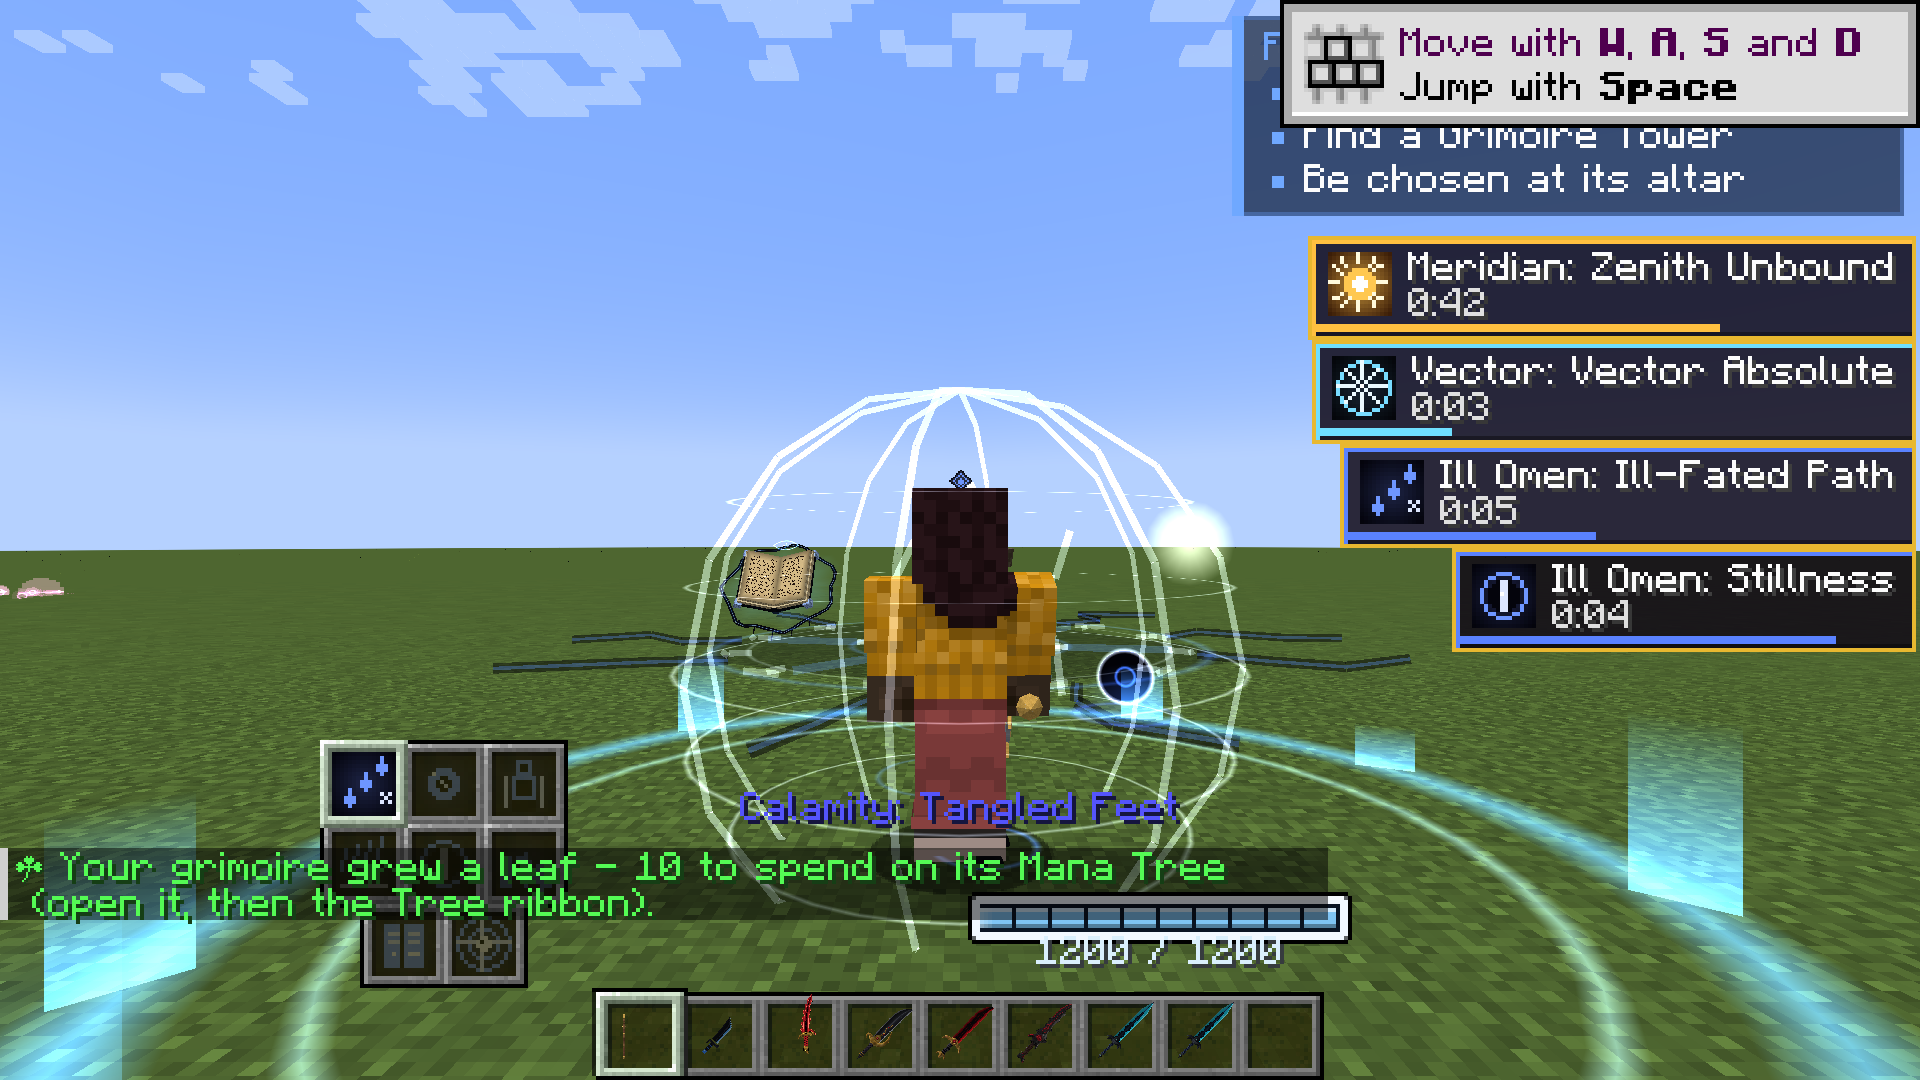 Move with W, A, S and D
Jump with Space
Find a Grimoire Tower
Be chosen at its altar
Meridian: Zenith Unbound
0:42
Vector: Vector Absolute
0:03
Ill Omen: Ill-Fated Path
0:05
Ill Omen: Stillness
0:04
Calamity: Tangled Feet
Your grimoire grew a leaf - 10 to spend on its Mana Tree
(open it, then the Tree ribbon).
1200 / 1200